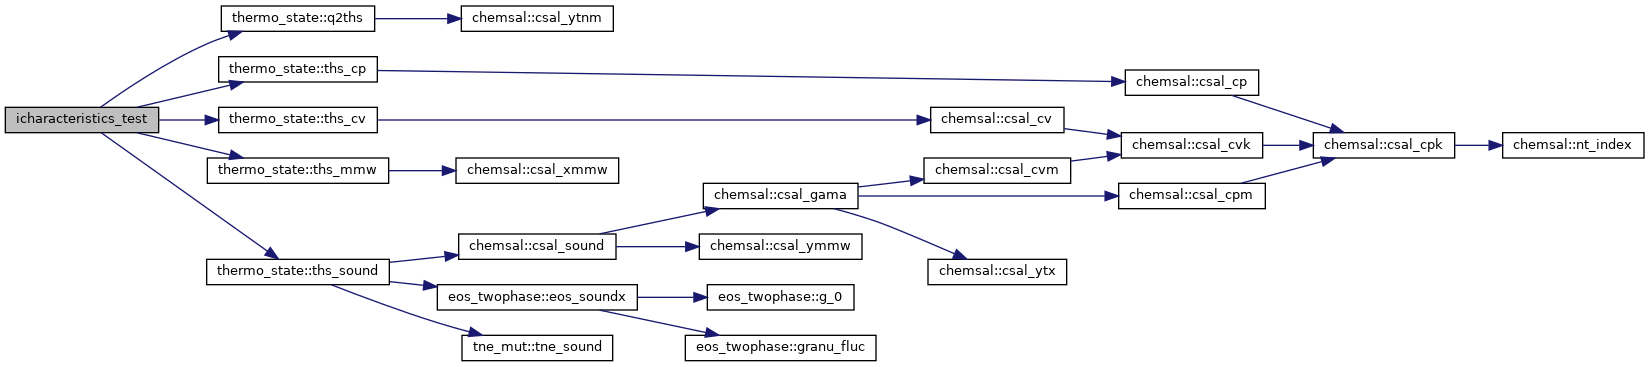 thermo_state::q2ths
chemsal::csal_ytnm
thermo_state::ths_cp
chemsal::csal_cp
icharacteristics_test
thermo_state::ths_cv
chemsal::csal_cv
chemsal::csal_cvk
chemsal::csal_cpk
chemsal::nt_index
thermo_state::ths_mmw
chemsal::csal_xmmw
chemsal::csal_cvm
chemsal::csal_gama
chemsal::csal_cpm
chemsal::csal_sound
chemsal::csal_ymmw
thermo_state::ths_sound
chemsal::csal_ytx
eos_twophase::eos_soundx
eos_twophase::g_0
tne_mut::tne_sound
eos_twophase::granu_fluc